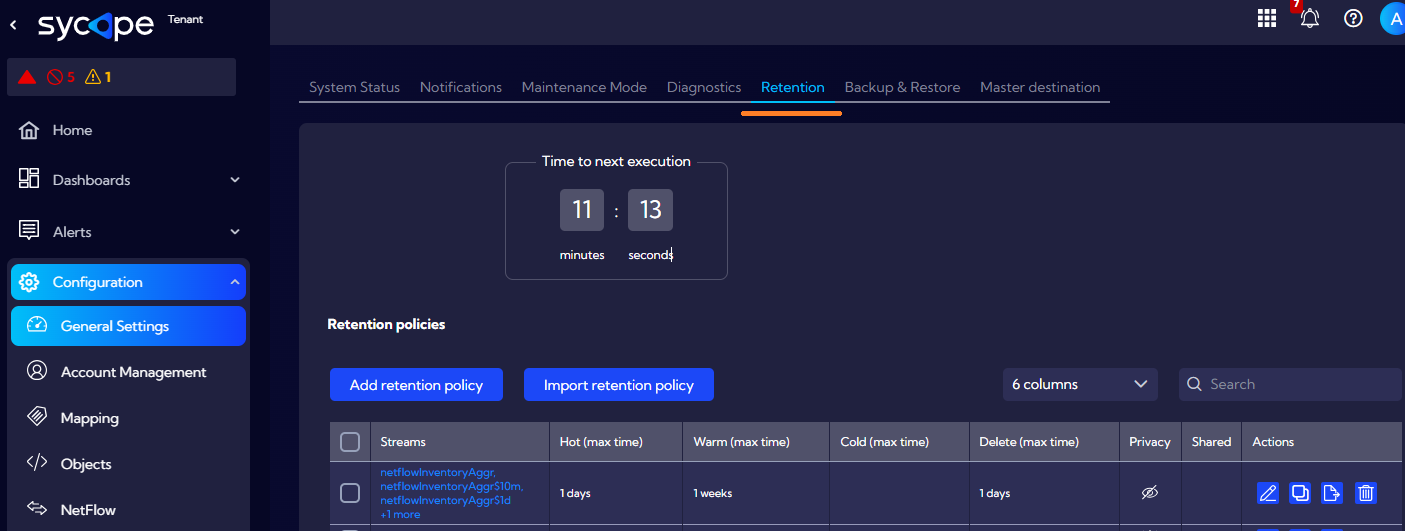 sycope Tenant
7
A
5 1
Home
Dashboards
Alerts
Configuration
General Settings
Account Management
Mapping
Objects
NetFlow
System Status Notifications Maintenance Mode Diagnostics Retention Backup & Restore Master destination
Time to next execution
11 : 13
minutes seconds
Retention policies
Add retention policy Import retention policy 6 columns Search
Streams Hot (max time) Warm (max time) Cold (max time) Delete (max time) Privacy Shared Actions
netflowInventoryAggr,
netflowInventoryAggr$10m,
netflowInventoryAggr$1d
+1 more
1 days 1 weeks 1 days